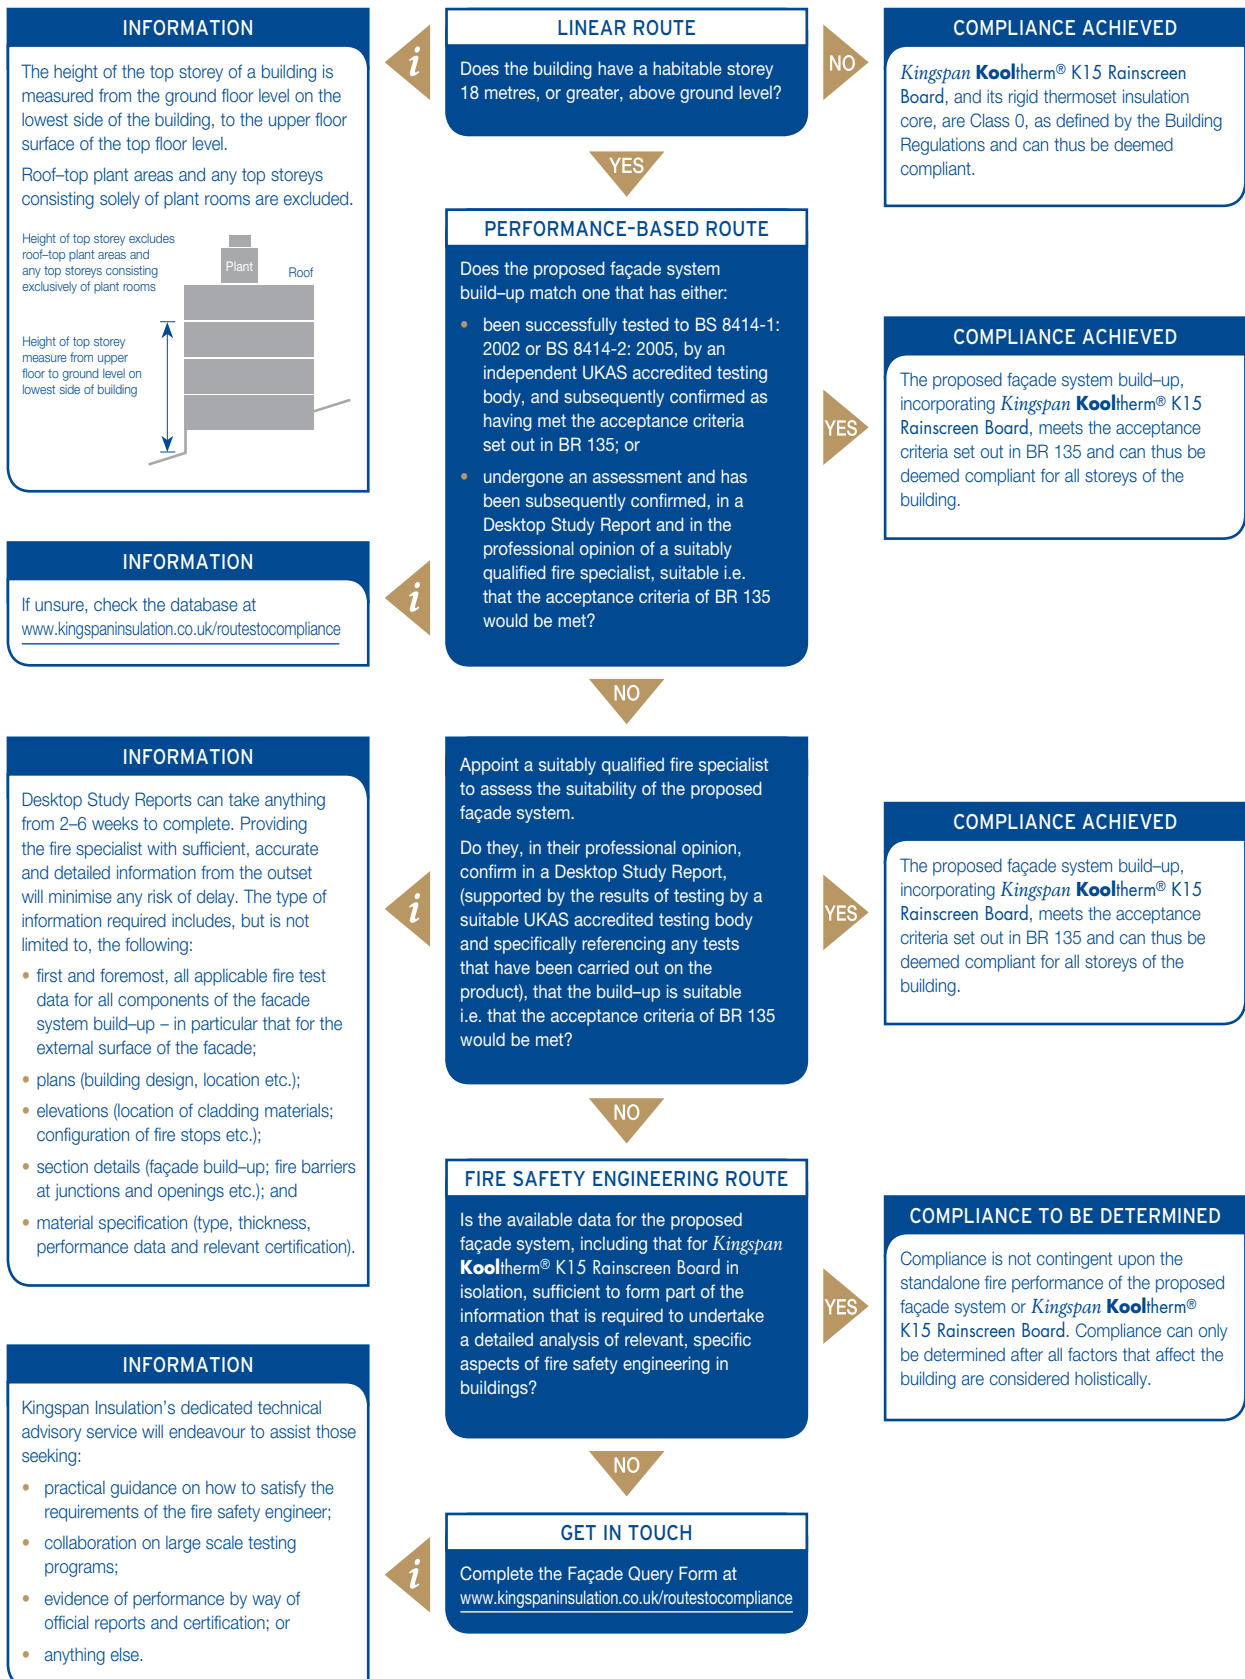 INFORMATION
The height of the top storey of a building is
measured from the ground floor level on the
lowest side of the building, to the upper floor
surface of the top floor level.
Roof–top plant areas and any top storeys
consisting solely of plant rooms are excluded.
Height of top storey excludes
roof–top plant areas and
any top storeys consisting
exclusively of plant rooms
Plant
Roof
Height of top storey
measure from upper
floor to ground level on
lowest side of building
i
LINEAR ROUTE
Does the building have a habitable storey
18 metres, or greater, above ground level?
NO
COMPLIANCE ACHIEVED
Kingspan Kooltherm® K15 Rainscreen
Board, and its rigid thermoset insulation
core, are Class 0, as defined by the Building
Regulations and can thus be deemed
compliant.
YES
PERFORMANCE-BASED ROUTE
Does the proposed façade system
build–up match one that has either:
• been successfully tested to BS 8414-1:
2002 or BS 8414-2: 2005, by an
independent UKAS accredited testing
body, and subsequently confirmed as
having met the acceptance criteria
set out in BR 135; or
• undergone an assessment and has
been subsequently confirmed, in a
Desktop Study Report and in the
professional opinion of a suitably
qualified fire specialist, suitable i.e.
that the acceptance criteria of BR 135
would be met?
YES
COMPLIANCE ACHIEVED
The proposed façade system build–up,
incorporating Kingspan Kooltherm® K15
Rainscreen Board, meets the acceptance
criteria set out in BR 135 and can thus be
deemed compliant for all storeys of the
building.
INFORMATION
If unsure, check the database at
www.kingspaninsulation.co.uk/routestocompliance
i
NO
INFORMATION
Desktop Study Reports can take anything
from 2–6 weeks to complete. Providing
the fire specialist with sufficient, accurate
and detailed information from the outset
will minimise any risk of delay. The type of
information required includes, but is not
limited to, the following:
• first and foremost, all applicable fire test
data for all components of the facade
system build–up – in particular that for the
external surface of the facade;
• plans (building design, location etc.);
• elevations (location of cladding materials;
configuration of fire stops etc.);
• section details (façade build–up; fire barriers
at junctions and openings etc.); and
• material specification (type, thickness,
performance data and relevant certification).
i
Appoint a suitably qualified fire specialist
to assess the suitability of the proposed
façade system.
Do they, in their professional opinion,
confirm in a Desktop Study Report,
(supported by the results of testing by a
suitable UKAS accredited testing body
and specifically referencing any tests
that have been carried out on the
product), that the build–up is suitable
i.e. that the acceptance criteria of BR 135
would be met?
YES
COMPLIANCE ACHIEVED
The proposed façade system build–up,
incorporating Kingspan Kooltherm® K15
Rainscreen Board, meets the acceptance
criteria set out in BR 135 and can thus be
deemed compliant for all storeys of the
building.
NO
FIRE SAFETY ENGINEERING ROUTE
Is the available data for the proposed
façade system, including that for Kingspan
Kooltherm® K15 Rainscreen Board in
isolation, sufficient to form part of the
information that is required to undertake
a detailed analysis of relevant, specific
aspects of fire safety engineering in
buildings?
YES
COMPLIANCE TO BE DETERMINED
Compliance is not contingent upon the
standalone fire performance of the proposed
façade system or Kingspan Kooltherm®
K15 Rainscreen Board. Compliance can only
be determined after all factors that affect the
building are considered holistically.
INFORMATION
Kingspan Insulation's dedicated technical
advisory service will endeavour to assist those
seeking:
• practical guidance on how to satisfy the
requirements of the fire safety engineer;
• collaboration on large scale testing
programs;
• evidence of performance by way of
official reports and certification; or
• anything else.
i
NO
GET IN TOUCH
Complete the Façade Query Form at
www.kingspaninsulation.co.uk/routestocompliance